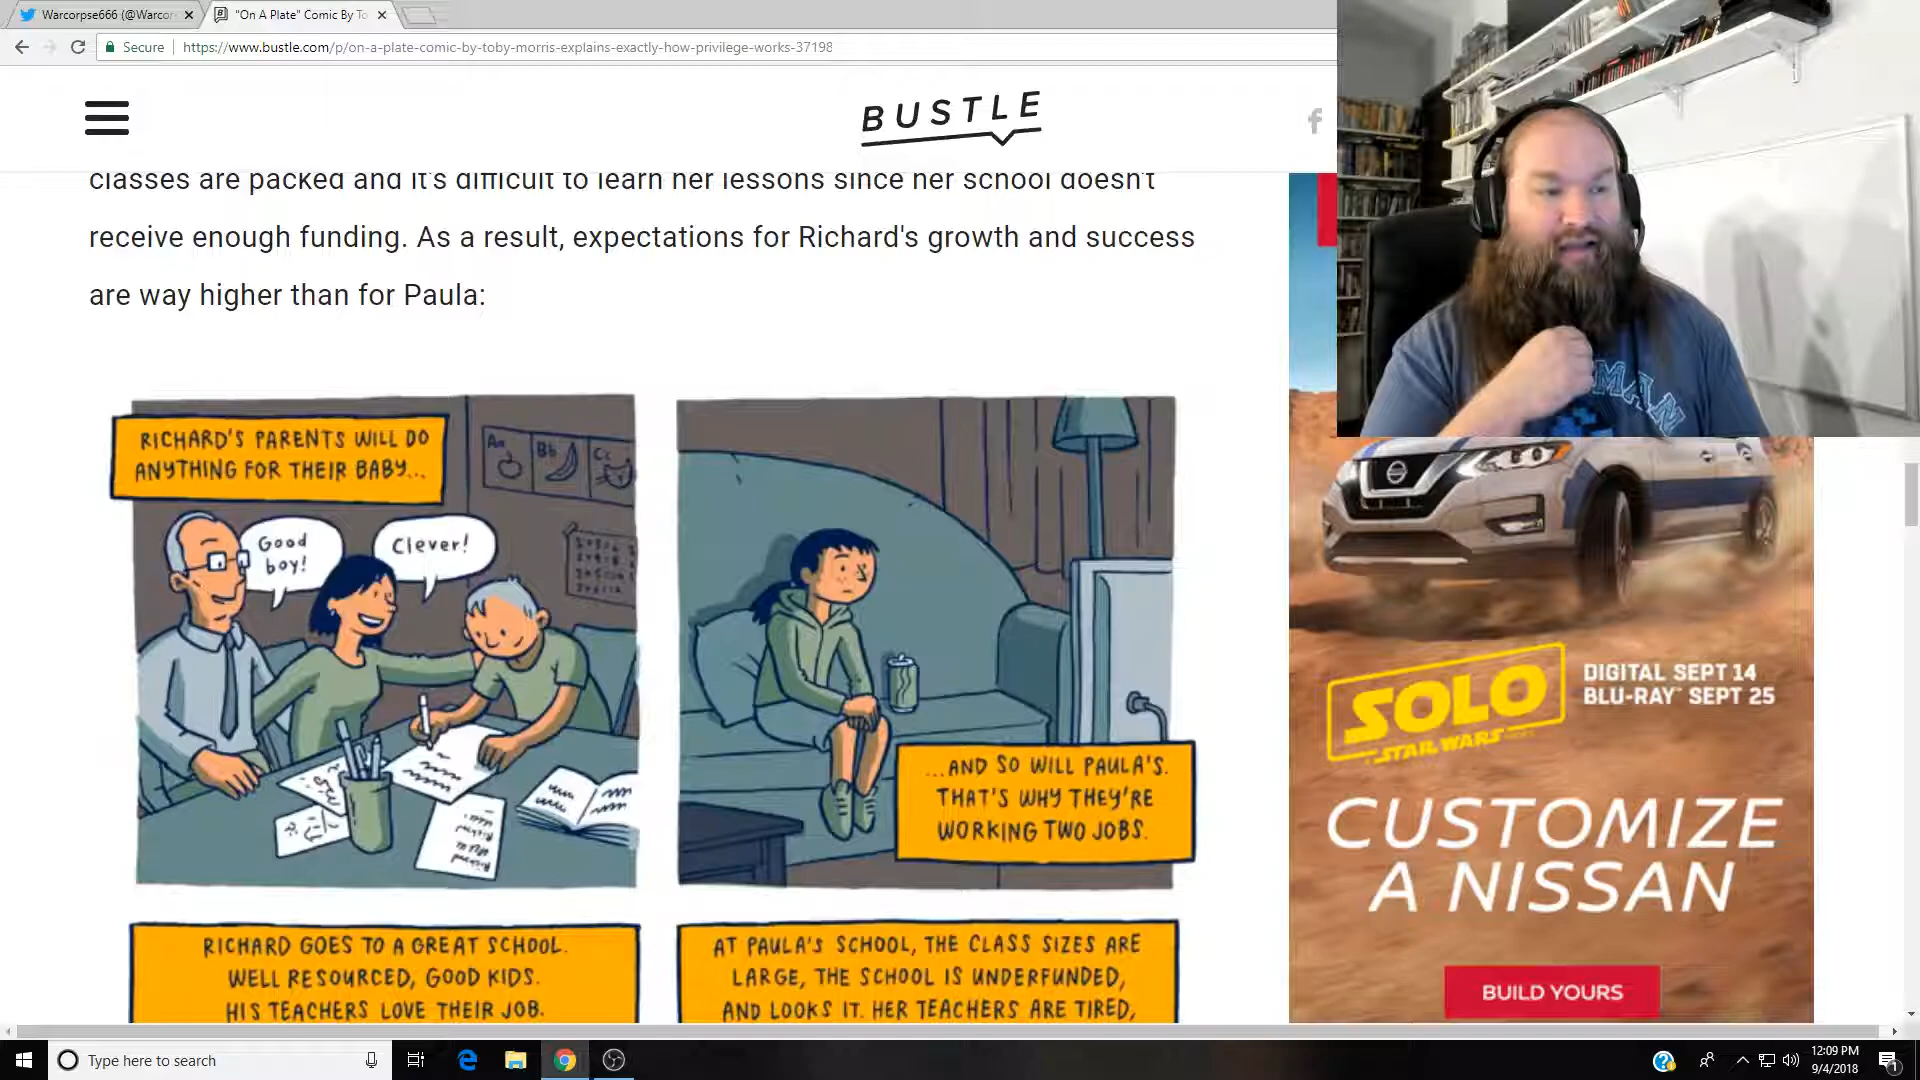 Warcorpse666 (@Warcor
"On A Plate" Comic By To
Secure
https://www.bustle.com/p/on-a-plate-comic-by-toby-morris-explains-exactly-how-privilege-works-37198
BUSTLE
classes are packed and it's difficult to learn her lessons since her school doesn't
receive enough funding. As a result, expectations for Richard's growth and success
are way higher than for Paula:
RICHARD'S PARENTS WILL DO
ANYTHING FOR THEIR BABY...
Aa
Bb
Cc
Good
boy!
Clever!
...AND SO WILL PAULA'S.
THAT'S WHY THEY'RE
WORKING TWO JOBS.
RICHARD GOES TO A GREAT SCHOOL.
WELL RESOURCED, GOOD KIDS.
HIS TEACHERS LOVE THEIR JOB.
AT PAULA'S SCHOOL, THE CLASS SIZES ARE
LARGE, THE SCHOOL IS UNDERFUNDED,
AND LOOKS IT. HER TEACHERS ARE TIRED,
MAN
SOLO
STAR WARS
DIGITAL SEPT 14
BLU-RAY™ SEPT 25
CUSTOMIZE
A NISSAN
BUILD YOURS
Type here to search
12:09 PM
9/4/2018
1